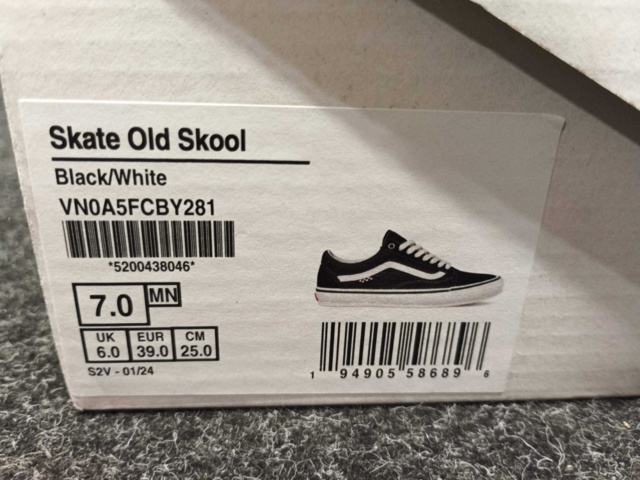 Skate Old Skool
Black/White
VN0A5FCBY281
*5200438046*
7.0 MN
UK EUR CM
6.0 39.0 25.0
S2V - 01/24
1 94905 58689 6